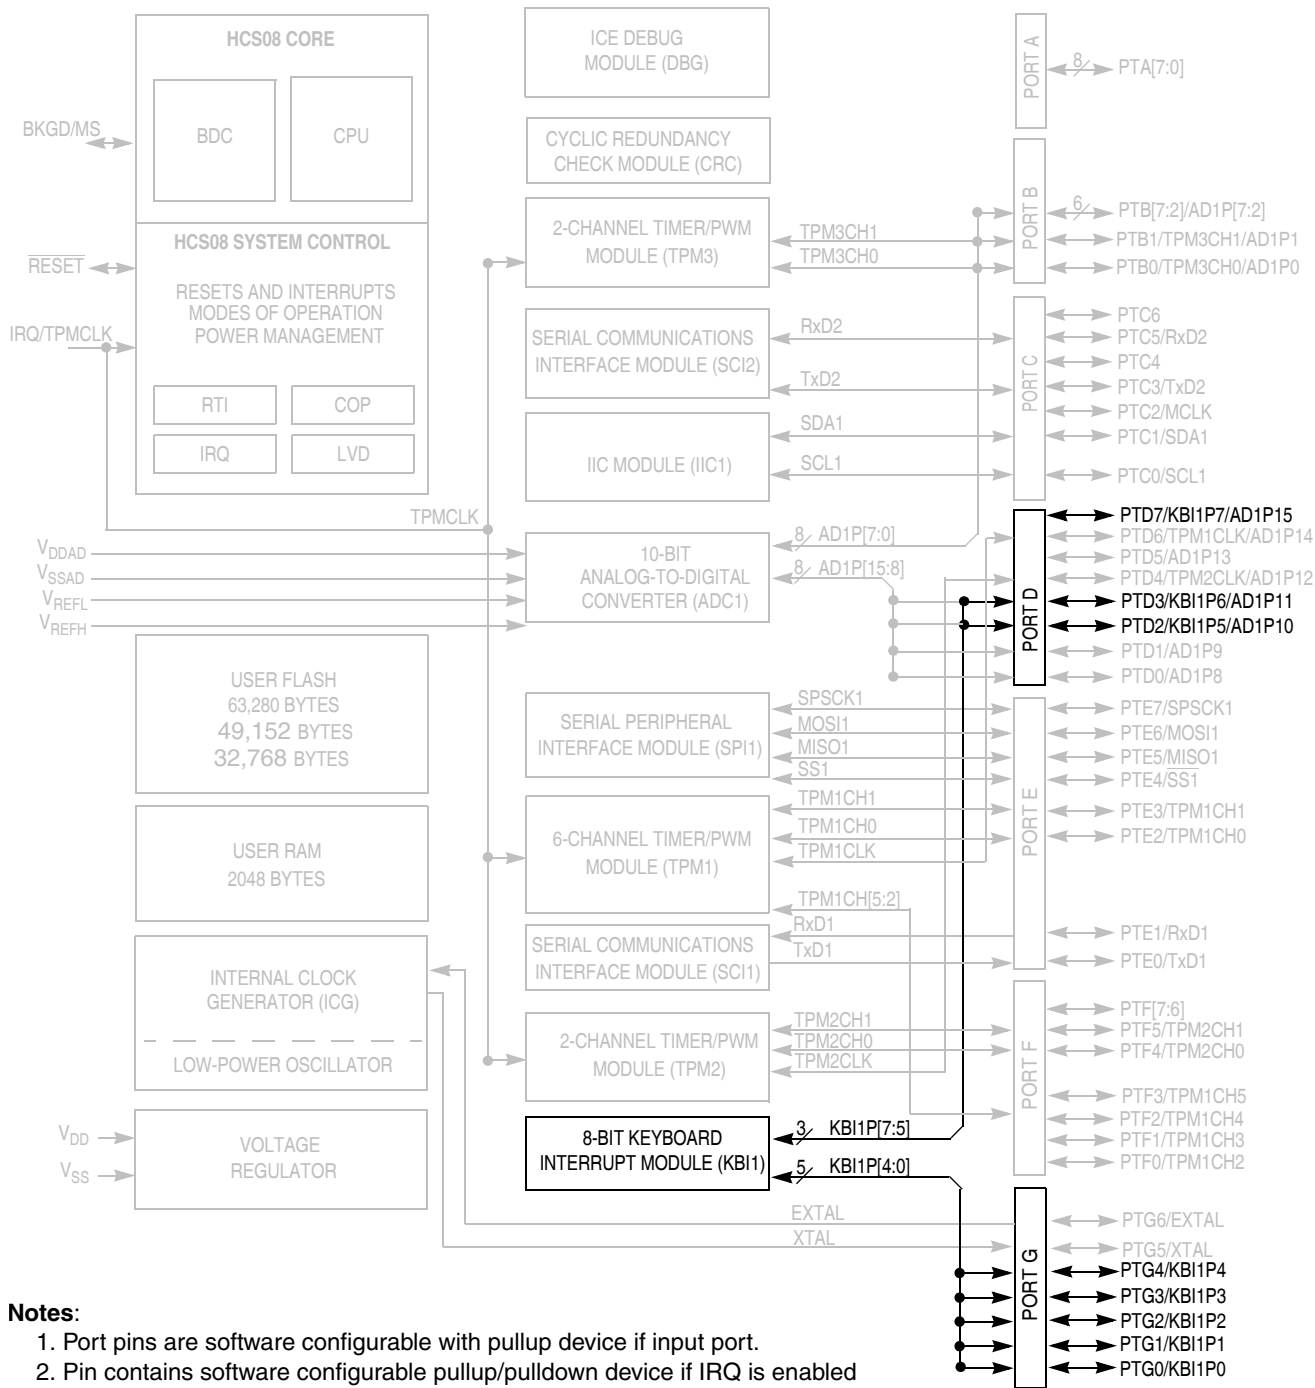 HCS08 CORE
BDC
CPU
BKGD/MS
HCS08 SYSTEM CONTROL
RESET
RESETS AND INTERRUPTS
MODES OF OPERATION
POWER MANAGEMENT
IRQ/TPMCLK
RTI
COP
IRQ
LVD
TPMCLK
VDDAD
VSSAD
VREFL
VREFH
USER FLASH
63,280 BYTES
49,152 BYTES
32,768 BYTES
USER RAM
2048 BYTES
INTERNAL CLOCK
GENERATOR (ICG)
LOW-POWER OSCILLATOR
VDD
VSS
VOLTAGE
REGULATOR
ICE DEBUG
MODULE (DBG)
CYCLIC REDUNDANCY
CHECK MODULE (CRC)
2-CHANNEL TIMER/PWM
MODULE (TPM3)
TPM3CH1
TPM3CH0
SERIAL COMMUNICATIONS
INTERFACE MODULE (SCI2)
RxD2
TxD2
IIC MODULE (IIC1)
SDA1
SCL1
10-BIT
ANALOG-TO-DIGITAL
CONVERTER (ADC1)
8 AD1P[7:0]
8 AD1P[15:8]
SERIAL PERIPHERAL
INTERFACE MODULE (SPI1)
SPSCK1
MOSI1
MISO1
SS1
6-CHANNEL TIMER/PWM
MODULE (TPM1)
TPM1CH1
TPM1CH0
TPM1CLK
TPM1CH[5:2]
SERIAL COMMUNICATIONS
INTERFACE MODULE (SCI1)
RxD1
TxD1
2-CHANNEL TIMER/PWM
MODULE (TPM2)
TPM2CH1
TPM2CH0
TPM2CLK
8-BIT KEYBOARD
INTERRUPT MODULE (KBI1)
3 KBI1P[7:5]
5 KBI1P[4:0]
EXTAL
XTAL
PORT A
8 PTA[7:0]
PORT B
6 PTB[7:2]/AD1P[7:2]
PTB1/TPM3CH1/AD1P1
PTB0/TPM3CH0/AD1P0
PORT C
PTC6
PTC5/RxD2
PTC4
PTC3/TxD2
PTC2/MCLK
PTC1/SDA1
PTC0/SCL1
PORT D
PTD7/KBI1P7/AD1P15
PTD6/TPM1CLK/AD1P14
PTD5/AD1P13
PTD4/TPM2CLK/AD1P12
PTD3/KBI1P6/AD1P11
PTD2/KBI1P5/AD1P10
PTD1/AD1P9
PTD0/AD1P8
PORT E
PTE7/SPSCK1
PTE6/MOSI1
PTE5/MISO1
PTE4/SS1
PTE3/TPM1CH1
PTE2/TPM1CH0
PTE1/RxD1
PTE0/TxD1
PORT F
PTF[7:6]
PTF5/TPM2CH1
PTF4/TPM2CH0
PTF3/TPM1CH5
PTF2/TPM1CH4
PTF1/TPM1CH3
PTF0/TPM1CH2
PORT G
PTG6/EXTAL
PTG5/XTAL
PTG4/KBI1P4
PTG3/KBI1P3
PTG2/KBI1P2
PTG1/KBI1P1
PTG0/KBI1P0
Notes:
1. Port pins are software configurable with pullup device if input port.
2. Pin contains software configurable pullup/pulldown device if IRQ is enabled